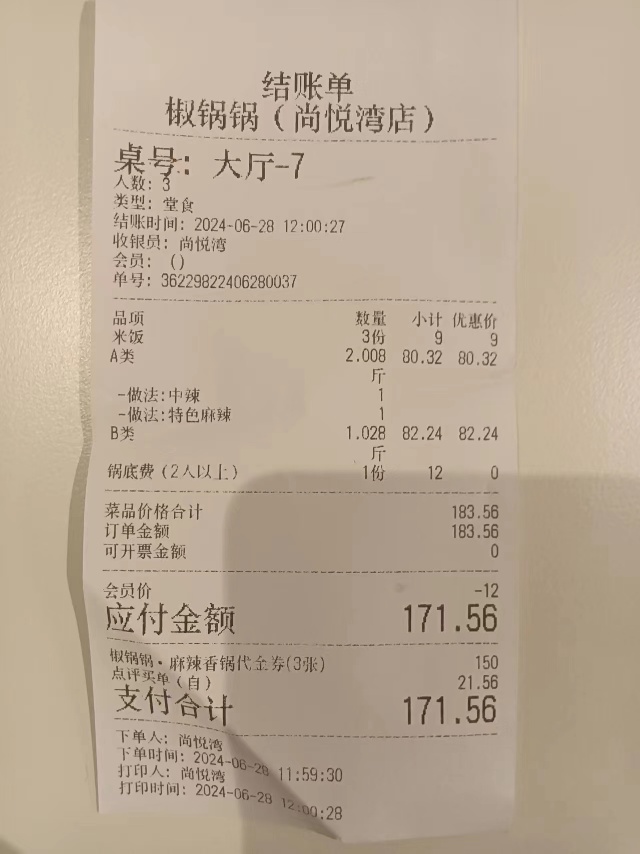 结账单
椒锅锅（尚悦湾店）
桌号: 大厅-7
人数: 3
类型: 堂食
结账时间: 2024-06-28 12:00:27
收银员: 尚悦湾
会员: ()
单号: 36229822406280037
品项 数量 小计 优惠价
米饭 3份 9 9
A类 2.008 80.32 80.32
斤
-做法:中辣 1
-做法:特色麻辣 1
B类 1.028 82.24 82.24
斤
锅底费（2人以上） 1份 12 0
菜品价格合计 183.56
订单金额 183.56
可开票金额 0
会员价 -12
应付金额 171.56
椒锅锅·麻辣香锅代金券(3张) 150
点评买单（自） 21.56
支付合计 171.56
下单人: 尚悦湾
下单时间: 2024-06-28 11:59:30
打印人: 尚悦湾
打印时间: 2024-06-28 12:00:28